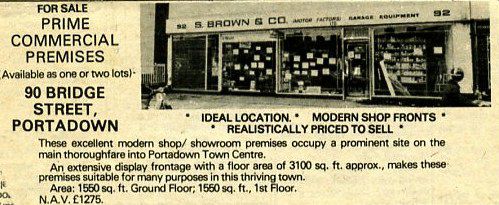 FOR SALE
PRIME
COMMERCIAL
PREMISES
(Available as one or two lots)-
90 BRIDGE
STREET,
PORTADOWN
92 S. BROWN & CO. (MOTOR FACTORS) LTD. GARAGE EQUIPMENT 92
* IDEAL LOCATION. * MODERN SHOP FRONTS *
* REALISTICALLY PRICED TO SELL *
These excellent modern shop/ showroom premises occupy a prominent site on the
main thoroughfare into Portadown Town Centre.
An extensive display frontage with a floor area of 3100 sq. ft. approx., makes these
premises suitable for many purposes in this thriving town.
Area: 1550 sq. ft. Ground Floor; 1550 sq. ft., 1st Floor.
N.A.V. £1275.